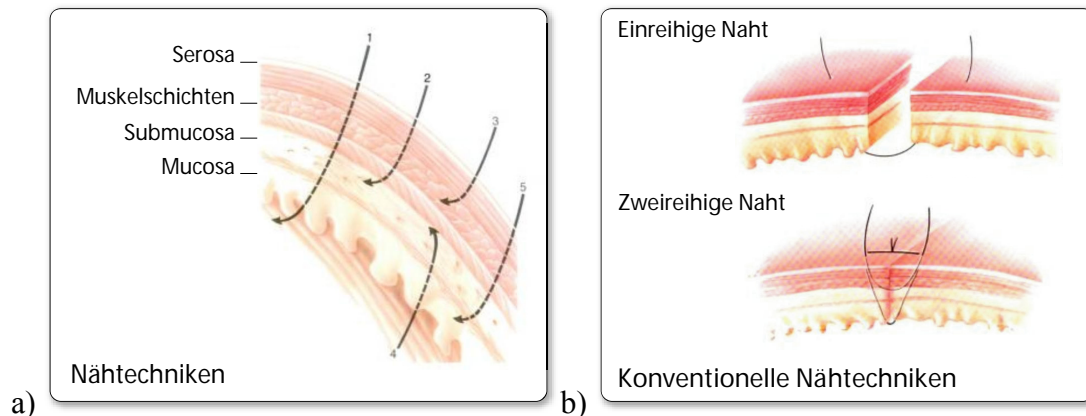 Serosa
Muskelschichten
Submucosa
Mucosa
1
2
3
5
4
Nähtechniken
a)
Einreihige Naht
Zweireihige Naht
Konventionelle Nähtechniken
b)